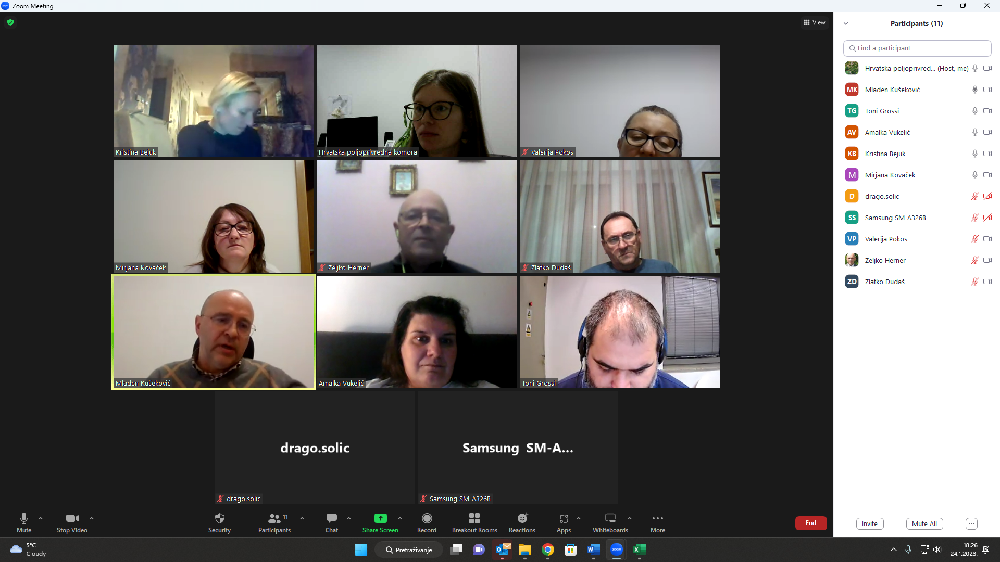 Zoom Meeting
View
Kristina Bejuk
Hrvatska poljoprivredna komora
Valerija Pokos
Mirjana Kovaček
Zeljko Herner
Zlatko Dudaš
Mladen Kušeković
Amalka Vukelić
Toni Grossi
drago.solic
Samsung SM-A...
drago.solic
Samsung SM-A326B
Participants (11)
Find a participant
Hrvatska poljoprivred... (Host, me)
MK Mladen Kušeković
TG Toni Grossi
AV Amalka Vukelić
KB Kristina Bejuk
M Mirjana Kovaček
D drago.solic
SS Samsung SM-A326B
VP Valerija Pokos
Zeljko Herner
ZD Zlatko Dudaš
Invite
Mute All
Mute
Stop Video
Security
11
Participants
Chat
Share Screen
Record
Breakout Rooms
Reactions
Apps
Whiteboards
More
End
5°C
Cloudy
Pretraživanje
zoom
18:26
24.1.2023.